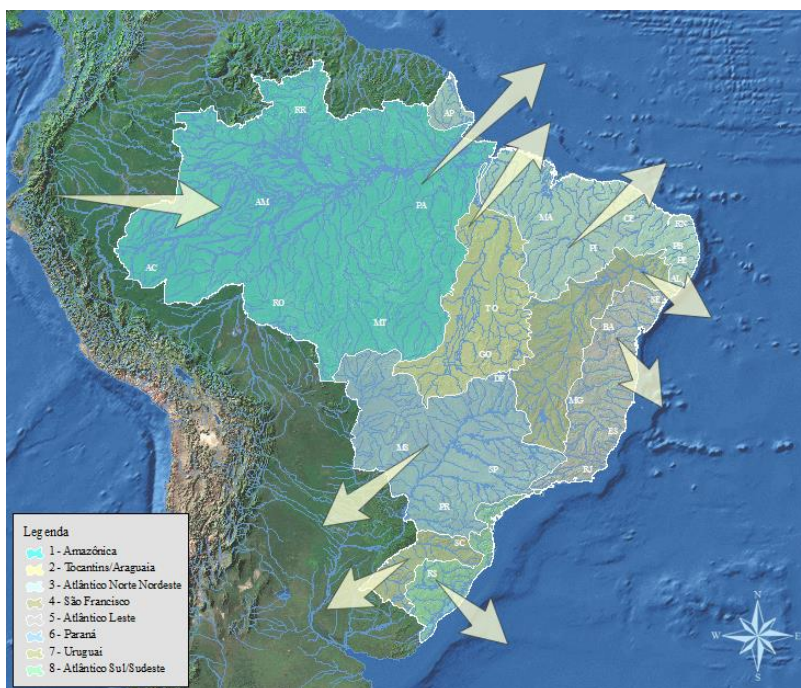 RR
AP
AM
PA
MA
CE
RN
PB
PE
PI
AL
AC
SE
RO
TO
BA
MT
GO
DF
MG
ES
MS
SP
RJ
PR
SC
RS
Legenda
1 - Amazônica
2 - Tocantins/Araguaia
3 - Atlântico Norte Nordeste
4 - São Francisco
5 - Atlântico Leste
6 - Paraná
7 - Uruguai
8 - Atlântico Sul/Sudeste
N
W
E
S